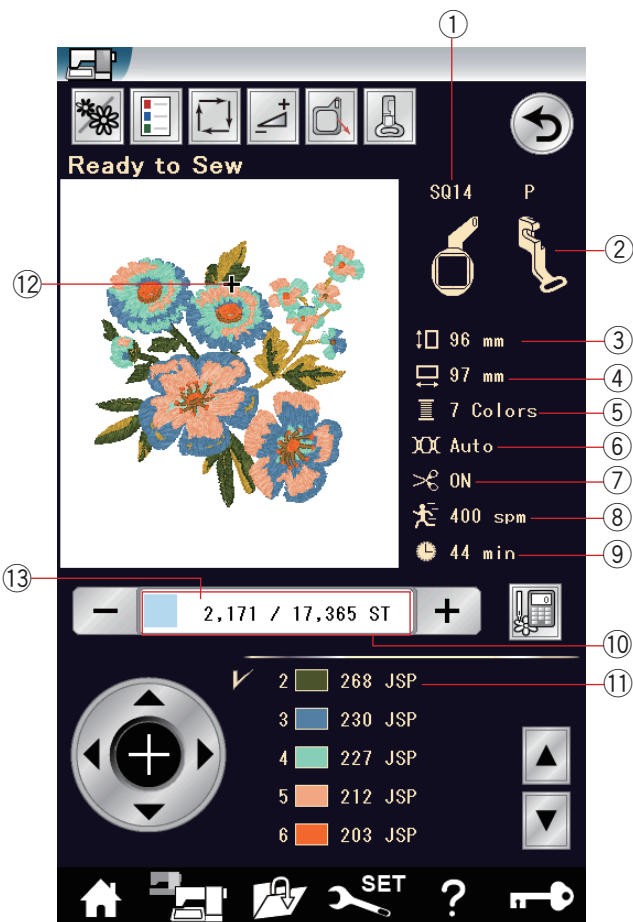 ①
Ready to Sew
SQ14 P
②
⑫
96 mm ③
97 mm ④
7 Colors ⑤
Auto ⑥
ON ⑦
400 spm ⑧
44 min ⑨
⑬
− 2,171 / 17,365 ST +
⑩
2 268 JSP ⑪
3 230 JSP
4 227 JSP
5 212 JSP
6 203 JSP
SET ?